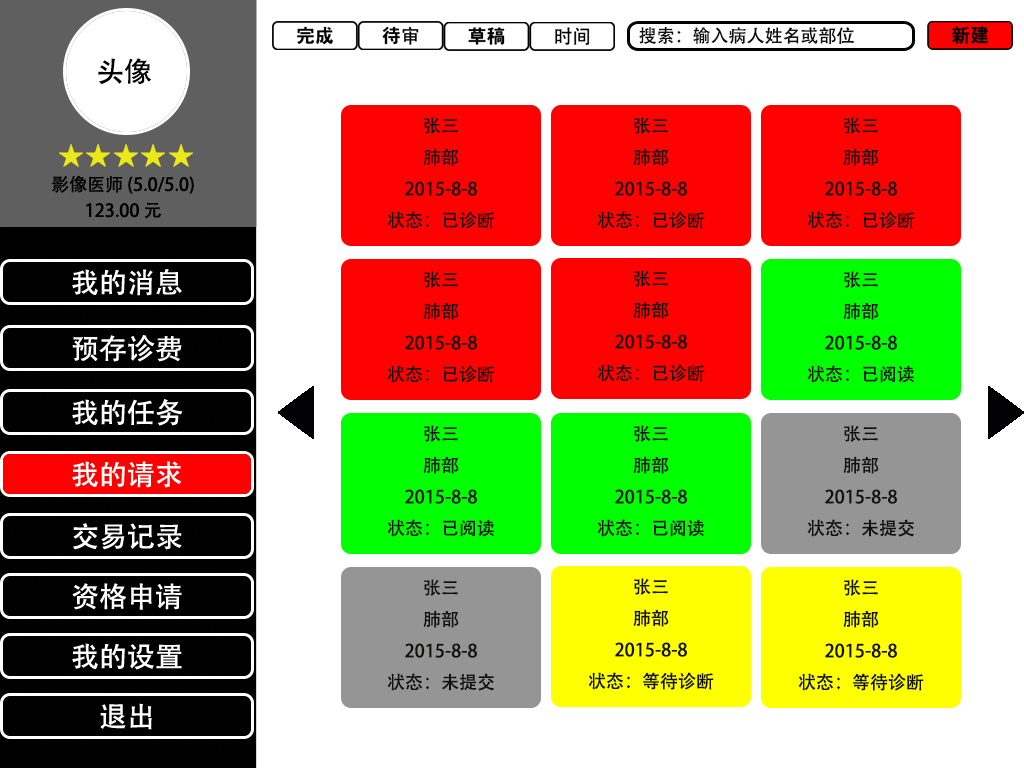 头像
影像医师 (5.0/5.0)
123.00 元
我的消息
预存诊费
我的任务
我的请求
交易记录
资格申请
我的设置
退出
完成 待审 草稿 时间 搜索：输入病人姓名或部位 新建
张三
肺部
2015-8-8
状态：已诊断
张三
肺部
2015-8-8
状态：已诊断
张三
肺部
2015-8-8
状态：已诊断
张三
肺部
2015-8-8
状态：已诊断
张三
肺部
2015-8-8
状态：已诊断
张三
肺部
2015-8-8
状态：已阅读
张三
肺部
2015-8-8
状态：已阅读
张三
肺部
2015-8-8
状态：已阅读
张三
肺部
2015-8-8
状态：未提交
张三
肺部
2015-8-8
状态：未提交
张三
肺部
2015-8-8
状态：等待诊断
张三
肺部
2015-8-8
状态：等待诊断